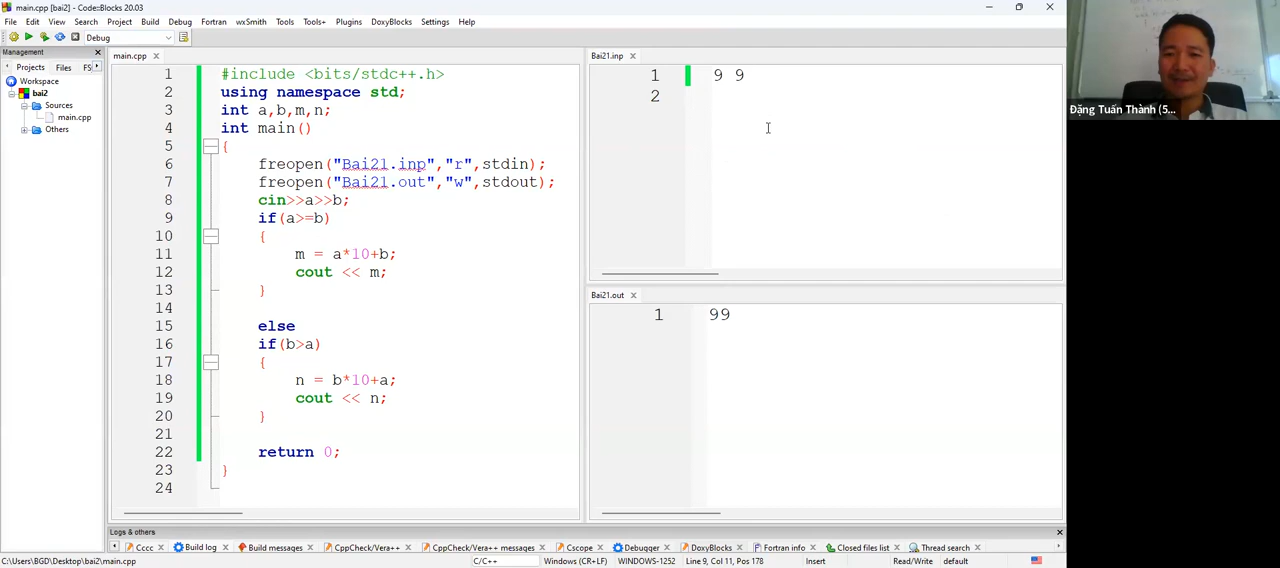 main.cpp [bai2] - Code::Blocks 20.03
File Edit View Search Project Build Debug Fortran wxSmith Tools Tools+ Plugins DoxyBlocks Settings Help
Debug
Management
Projects Files FS
Workspace
bai2
Sources
main.cpp
Others
main.cpp
1 #include <bits/stdc++.h>
2 using namespace std;
3 int a,b,m,n;
4 int main()
5 {
6 freopen("Bai21.inp","r",stdin);
7 freopen("Bai21.out","w",stdout);
8 cin>>a>>b;
9 if(a>=b)
10 {
11 m = a*10+b;
12 cout << m;
13 }
14
15 else
16 if(b>a)
17 {
18 n = b*10+a;
19 cout << n;
20 }
21
22 return 0;
23 }
24
Bai21.inp
1 9 9
2
Bai21.out
1 99
Đặng Tuấn Thành (5...
Logs & others
Cccc Build log Build messages CppCheck/Vera++ CppCheck/Vera++ messages Cscope Debugger DoxyBlocks Fortran info Closed files list Thread search
C:\Users\BGD\Desktop\bai2\main.cpp C/C++ Windows (CR+LF) WINDOWS-1252 Line 9, Col 11, Pos 178 Insert Read/Write default